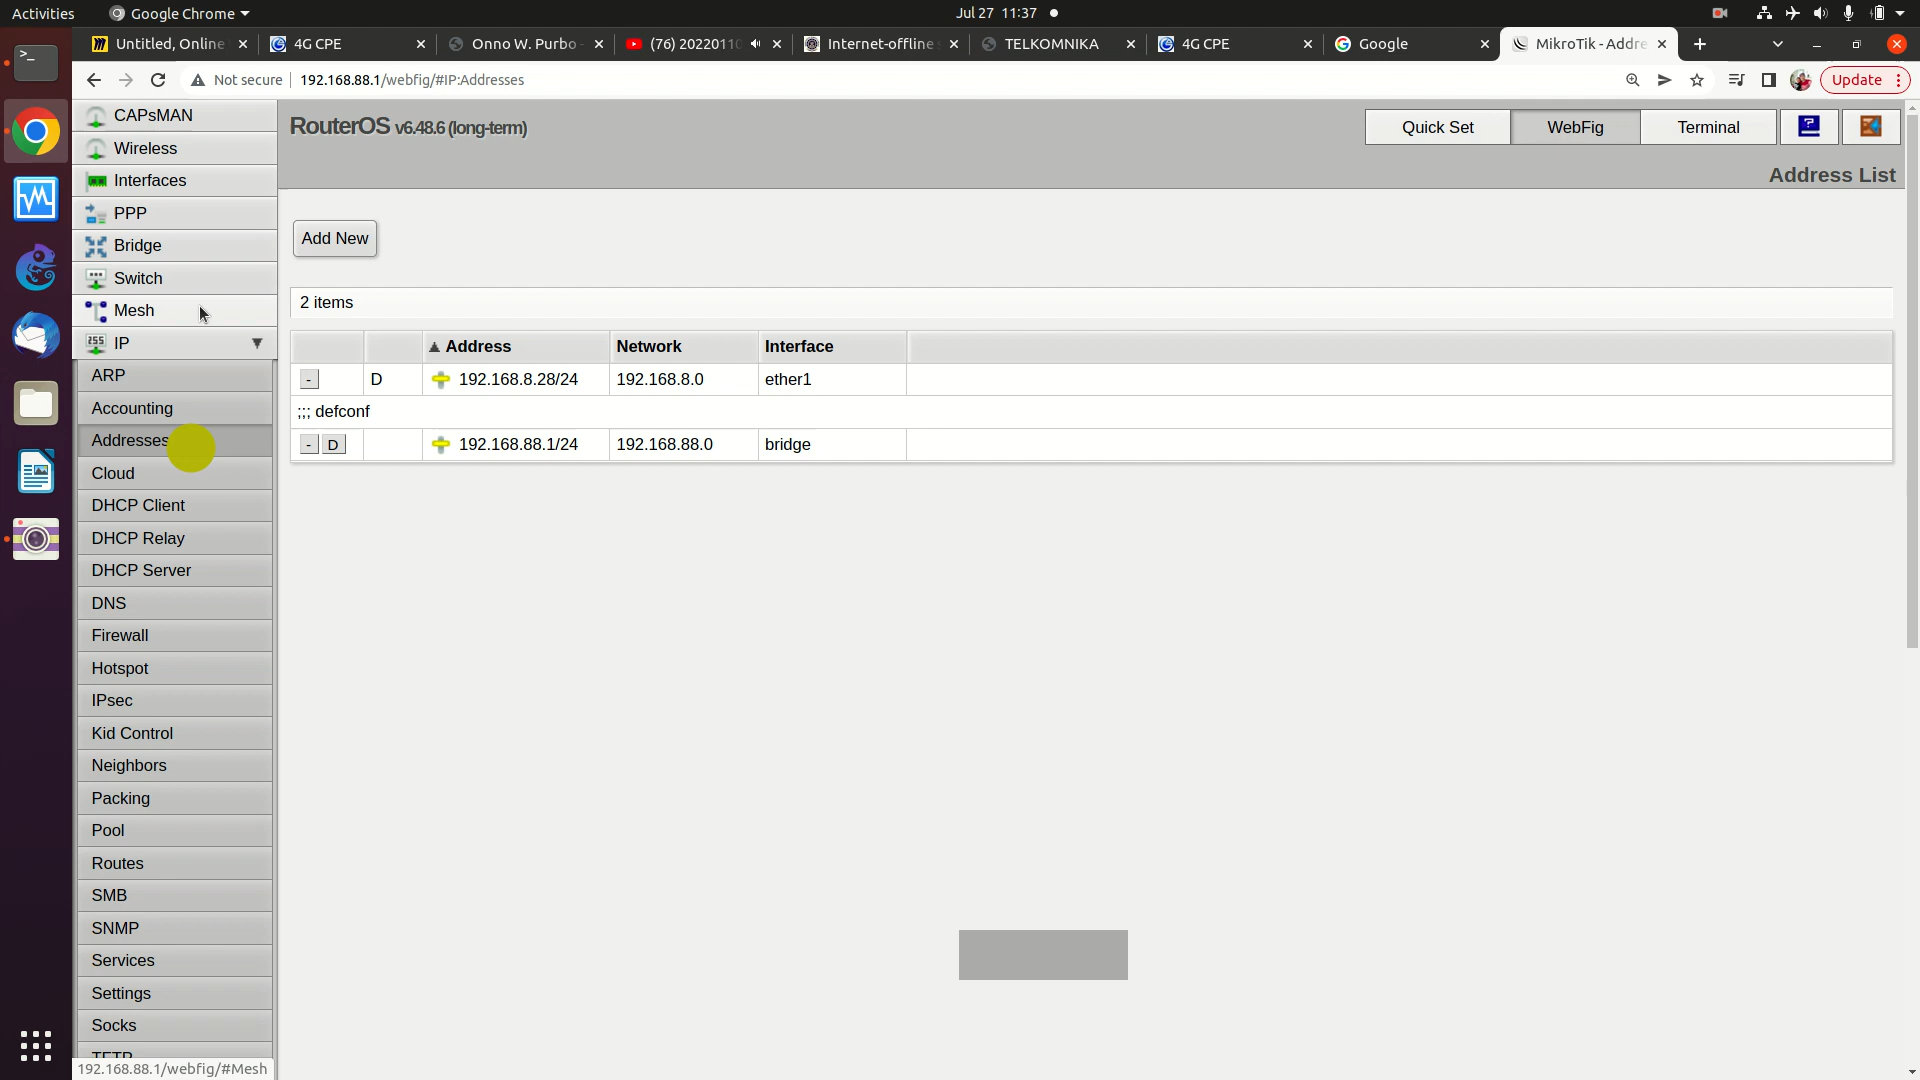 Activities
Google Chrome
Jul 27 11:37
Untitled, Online
4G CPE
Onno W. Purbo -
(76) 2022011
Internet-offline
TELKOMNIKA
4G CPE
Google
MikroTik - Addre
Not secure
192.168.88.1/webfig/#IP:Addresses
Update
CAPsMAN
Wireless
Interfaces
PPP
Bridge
Switch
Mesh
255 IP
ARP
Accounting
Addresses
Cloud
DHCP Client
DHCP Relay
DHCP Server
DNS
Firewall
Hotspot
IPsec
Kid Control
Neighbors
Packing
Pool
Routes
SMB
SNMP
Services
Settings
Socks
TFTP
192.168.88.1/webfig/#Mesh
RouterOS v6.48.6 (long-term)
Quick Set
WebFig
Terminal
?
Address List
Add New
2 items
▲ Address Network Interface
- D 192.168.8.28/24 192.168.8.0 ether1
;;; defconf
- D 192.168.88.1/24 192.168.88.0 bridge